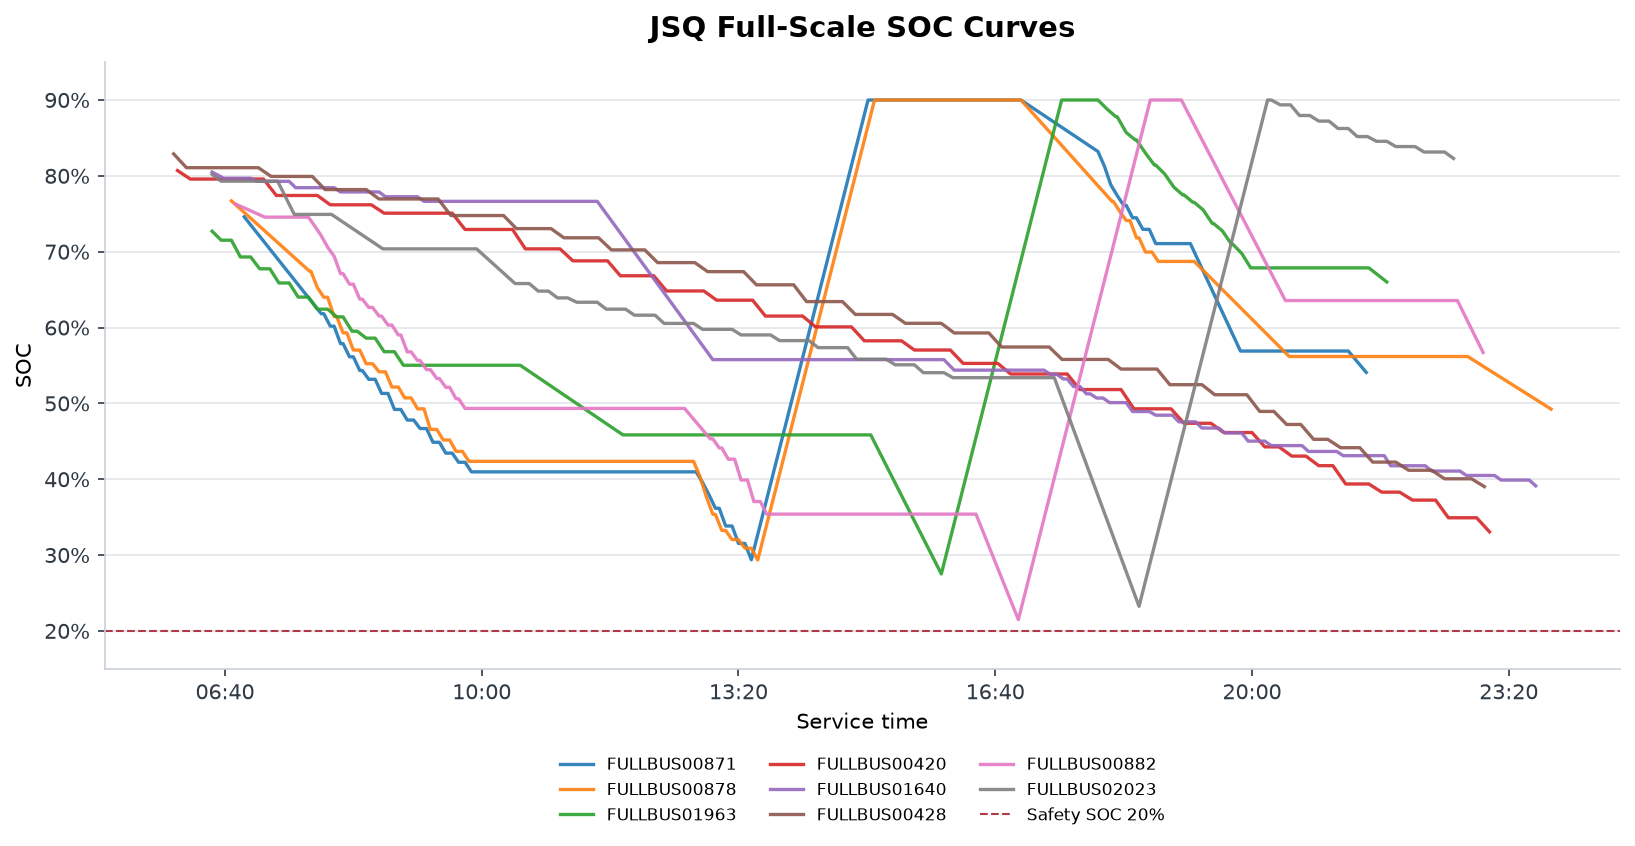 JSQ Full-Scale SOC Curves
90%
80%
70%
60%
50%
40%
30%
20%
SOC
06:40 10:00 13:20 16:40 20:00 23:20
Service time
FULLBUS00871 FULLBUS00420 FULLBUS00882
FULLBUS00878 FULLBUS01640 FULLBUS02023
FULLBUS01963 FULLBUS00428 Safety SOC 20%